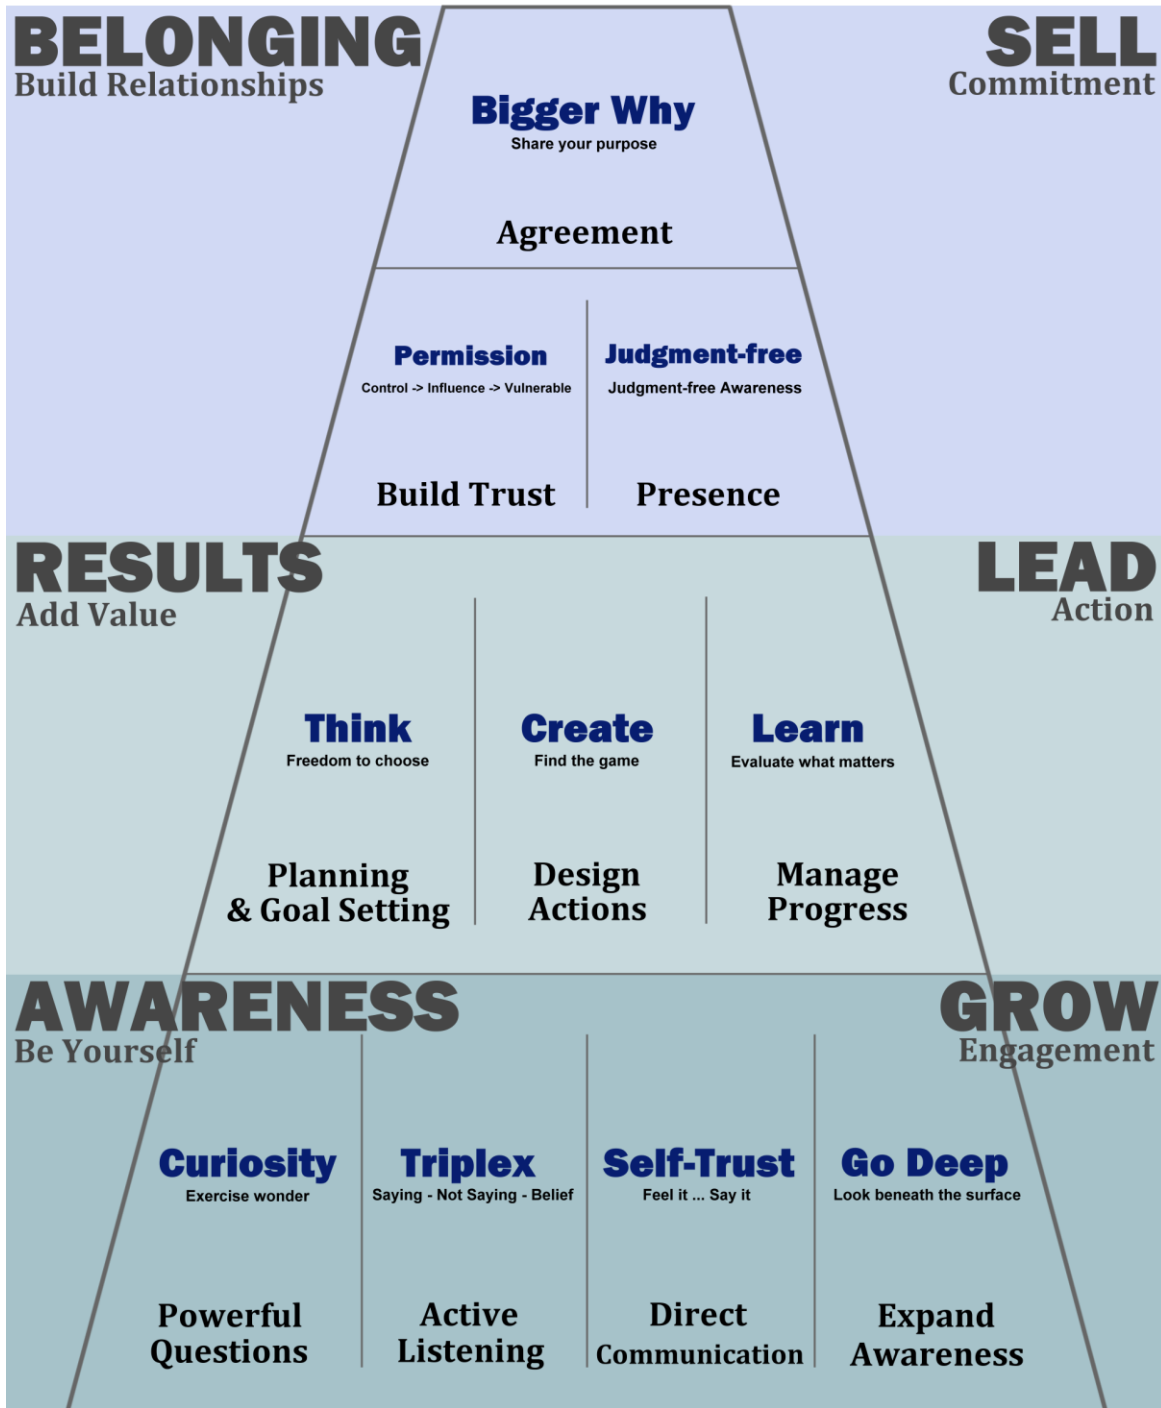 BELONGING
Build Relationships
SELL
Commitment
Bigger Why
Share your purpose
Agreement
Permission
Control -> Influence -> Vulnerable
Build Trust
Judgment-free
Judgment-free Awareness
Presence
RESULTS
Add Value
LEAD
Action
Think
Freedom to choose
Planning
& Goal Setting
Create
Find the game
Design
Actions
Learn
Evaluate what matters
Manage
Progress
AWARENESS
Be Yourself
GROW
Engagement
Curiosity
Exercise wonder
Powerful
Questions
Triplex
Saying - Not Saying - Belief
Active
Listening
Self-Trust
Feel it ... Say it
Direct
Communication
Go Deep
Look beneath the surface
Expand
Awareness